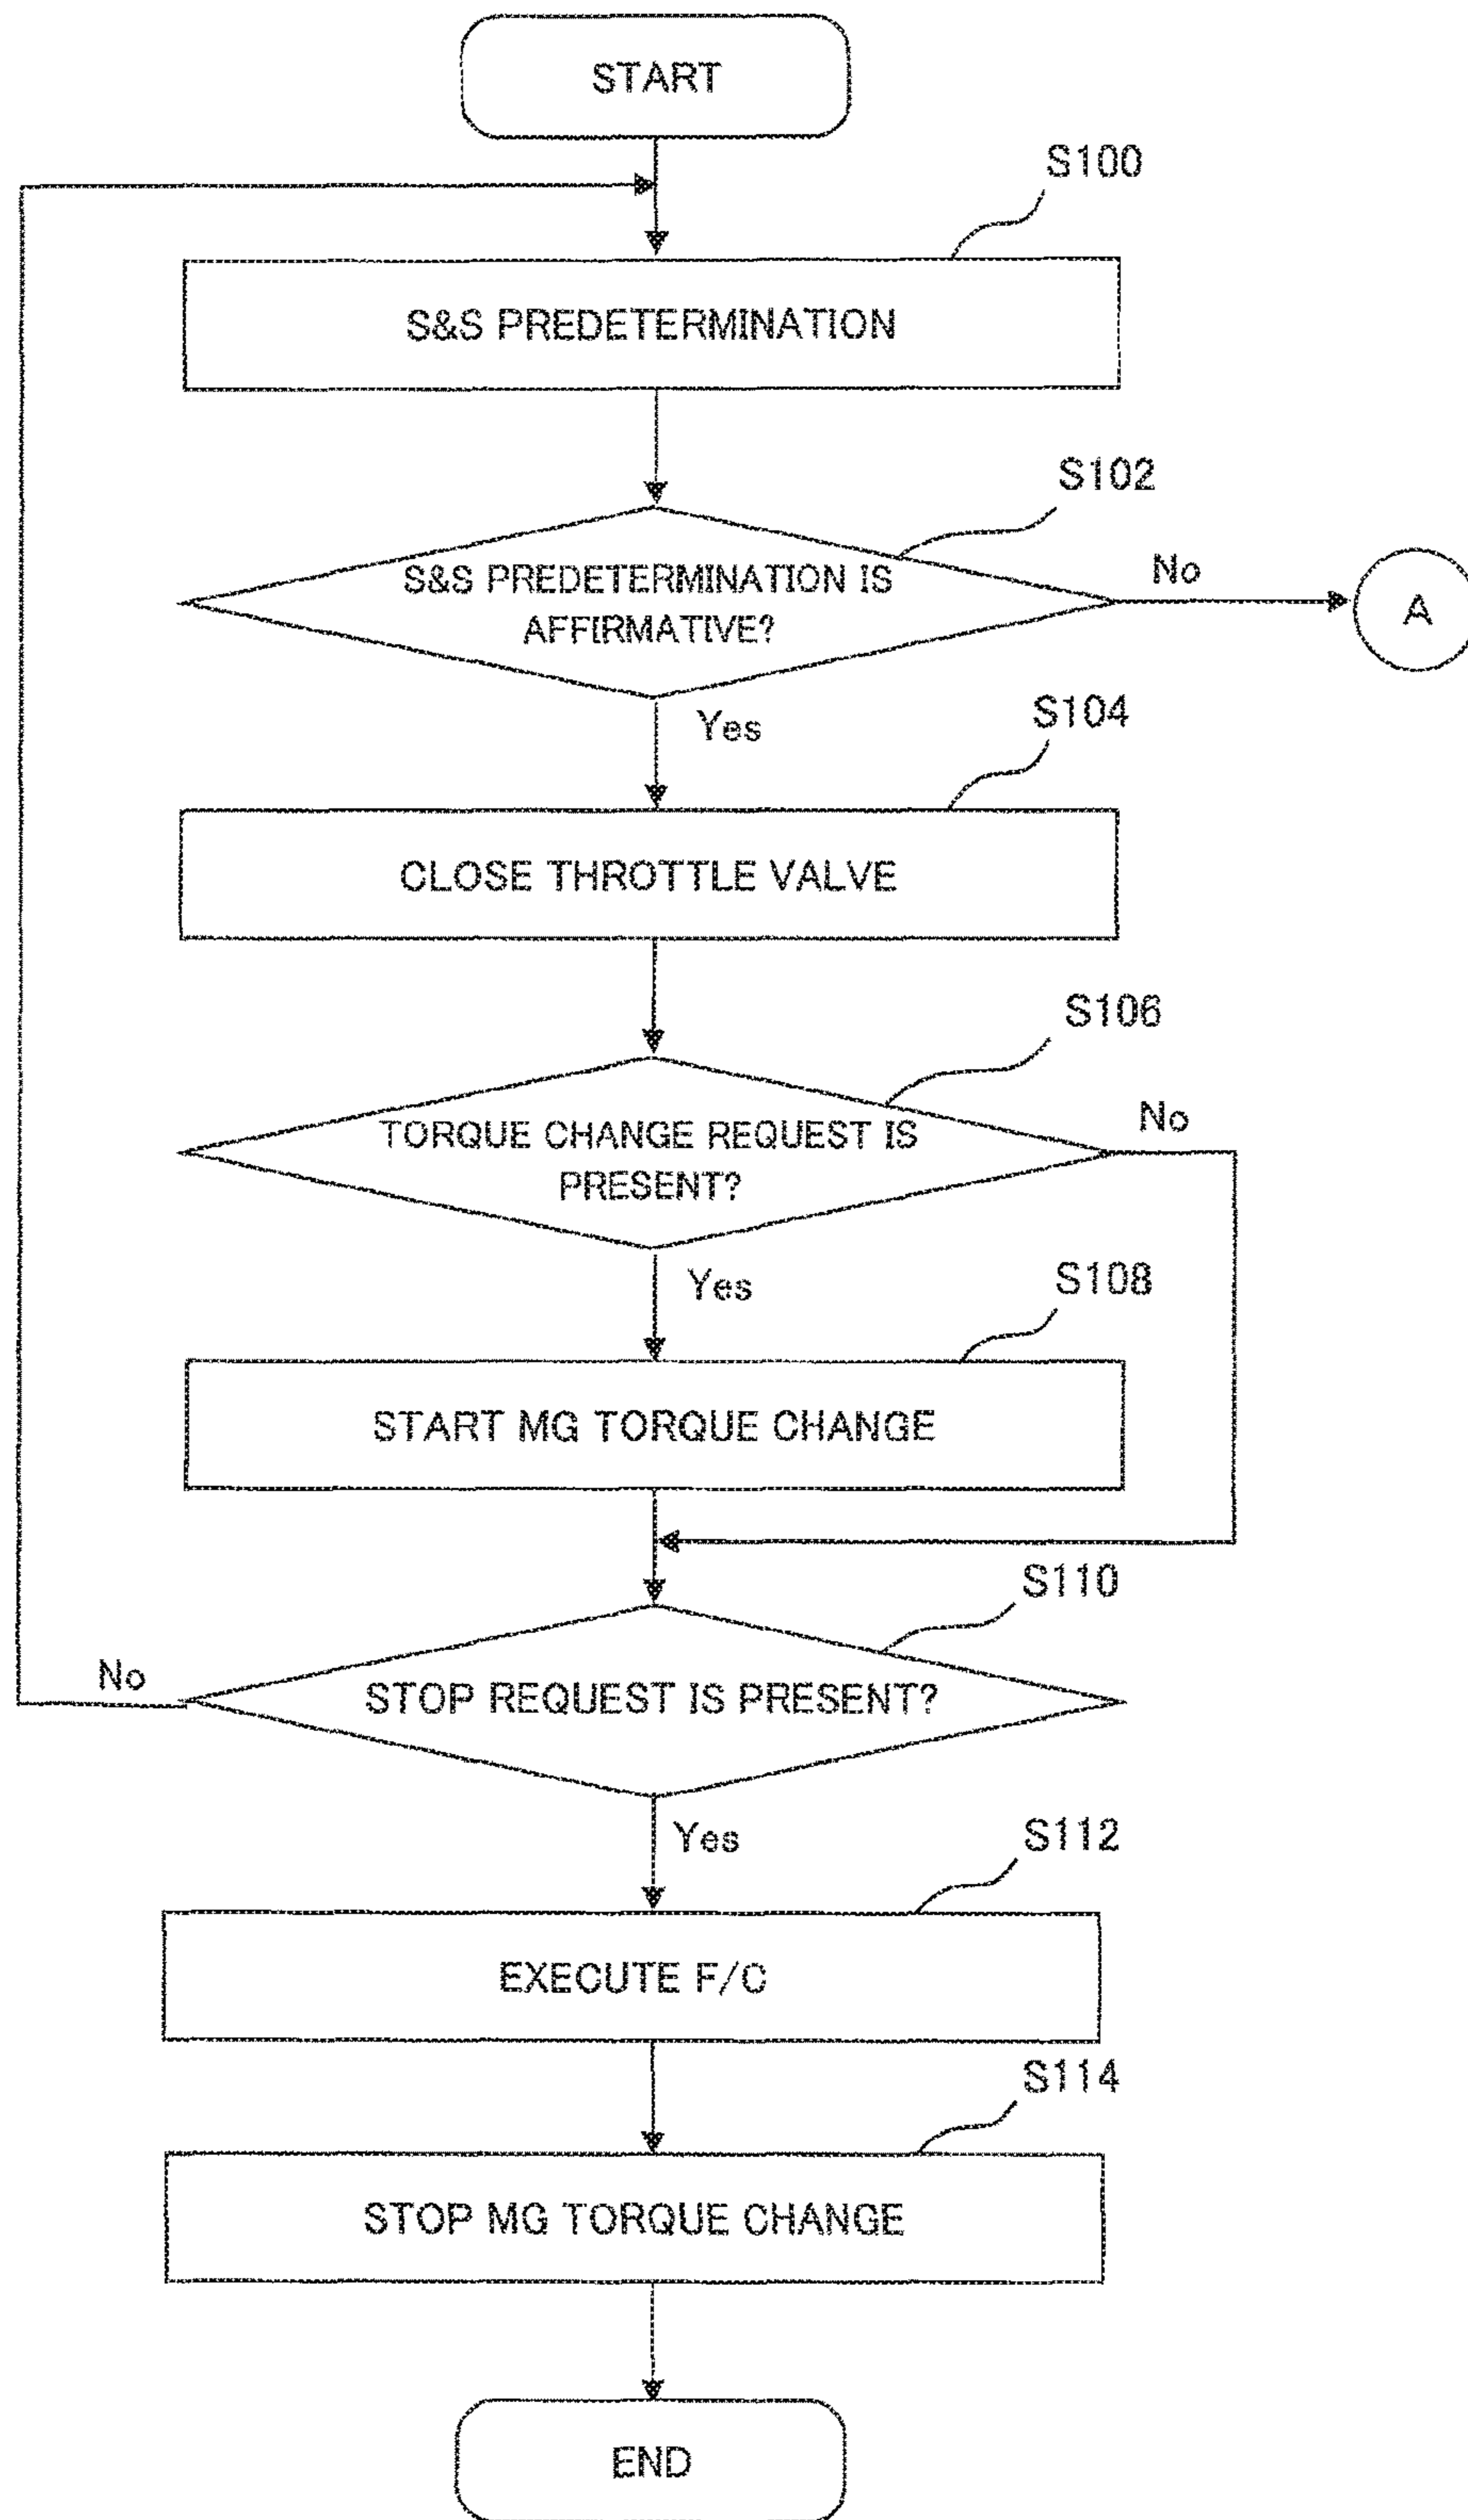 START
S100
S&S PREDETERMINATION
S102
S&S PREDETERMINATION IS
AFFIRMATIVE?
No
A
Yes
S104
CLOSE THROTTLE VALVE
S106
TORQUE CHANGE REQUEST IS
PRESENT?
No
Yes
S108
START MG TORQUE CHANGE
S110
No
STOP REQUEST IS PRESENT?
Yes
S112
EXECUTE F/C
S114
STOP MG TORQUE CHANGE
END